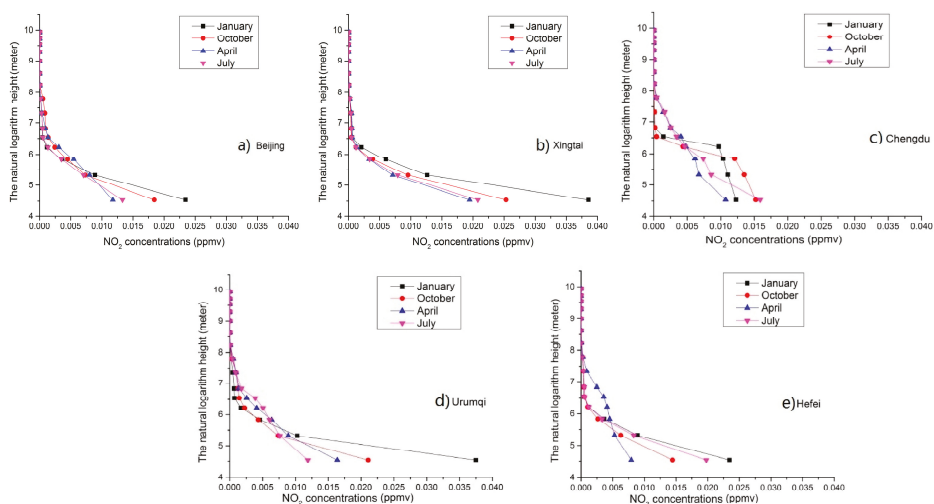 January
October
April
July
The natural logarithm height (meter)
10
9
8
7
6
5
4
a) Beijing
0.000 0.005 0.010 0.015 0.020 0.025 0.030 0.035 0.040
NO₂ concentrations (ppmv)
January
October
April
July
The natural logarithm height (meter)
10
9
8
7
6
5
4
b) Xingtai
0.000 0.005 0.010 0.015 0.020 0.025 0.030 0.035 0.040
NO₂ concentrations (ppmv)
January
October
April
July
The natural logarithm height (meter)
10
9
8
7
6
5
4
c) Chengdu
0.000 0.005 0.010 0.015 0.020 0.025 0.030 0.035 0.040
NO₂ concentrations (ppmv)
January
October
April
July
The natural logarithm height (meter)
10
9
8
7
6
5
4
d) Urumqi
0.000 0.005 0.010 0.015 0.020 0.025 0.030 0.035 0.040
NO₂ concentrations (ppmv)
January
October
April
July
The natural logarithm height (meter)
10
9
8
7
6
5
4
e) Hefei
0.000 0.005 0.010 0.015 0.020 0.025 0.030 0.035 0.040
NO₂ concentrations (ppmv)